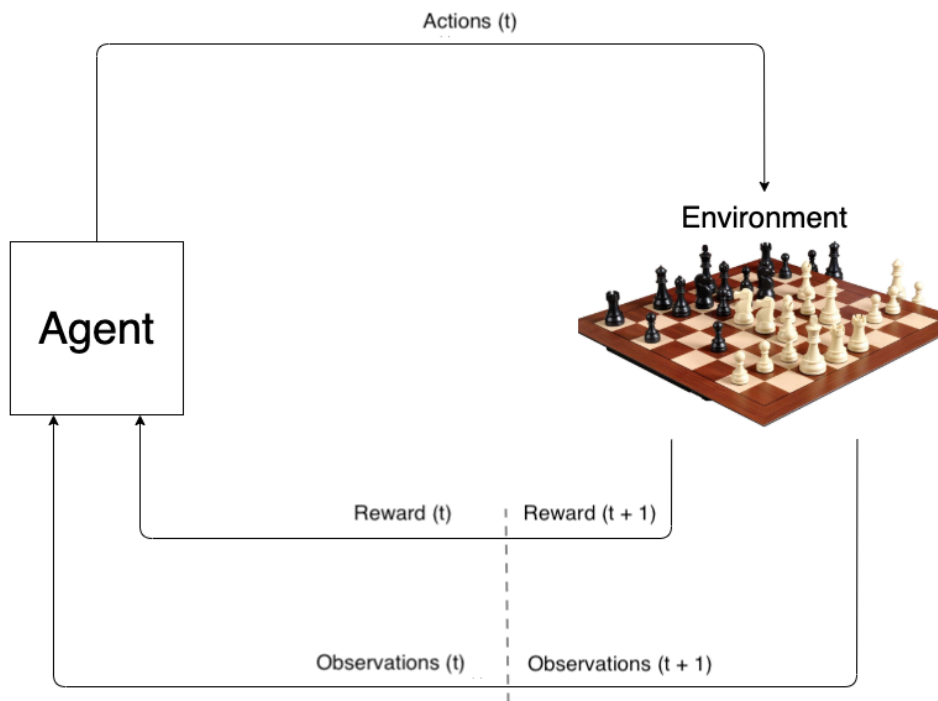 Actions (t)
Environment
Agent
Reward (t)
Reward (t + 1)
Observations (t)
Observations (t + 1)